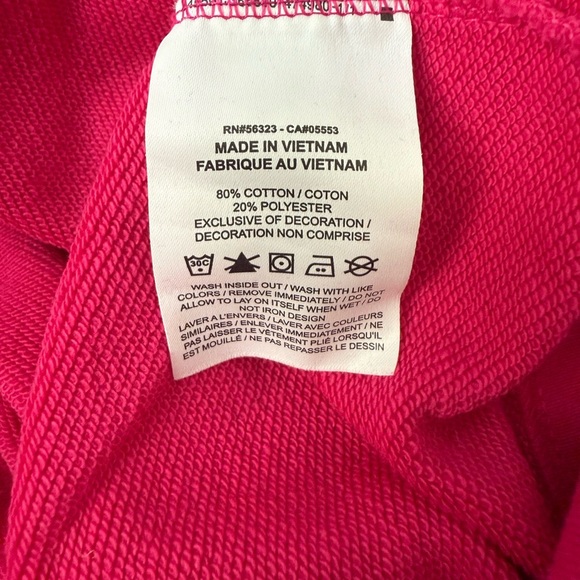 RN#56323 - CA#05553
MADE IN VIETNAM
FABRIQUE AU VIETNAM
80% COTTON / COTON
20% POLYESTER
EXCLUSIVE OF DECORATION /
DECORATION NON COMPRISE
30C
WASH INSIDE OUT / WASH WITH LIKE
COLORS / REMOVE IMMEDIATELY / DO NOT
ALLOW TO LAY ON ITSELF WHEN WET / DO
NOT IRON DESIGN
LAVER A L'ENVERS / LAVER AVEC COULEURS
SIMILAIRES / ENLEVER IMMEDIATEMENT / NE
PAS LAISSER LE VÊTEMENT PLIÉ LORSQU'IL
EST MOUILLÉ / NE PAS REPASSER LE DESSIN